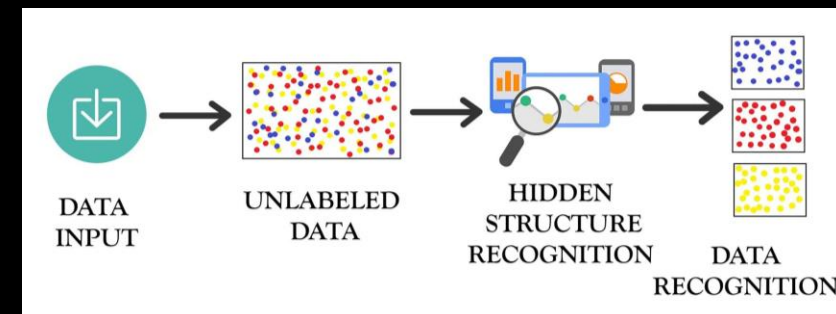 DATA
INPUT
UNLABELED
DATA
HIDDEN
STRUCTURE
RECOGNITION
DATA
RECOGNITION